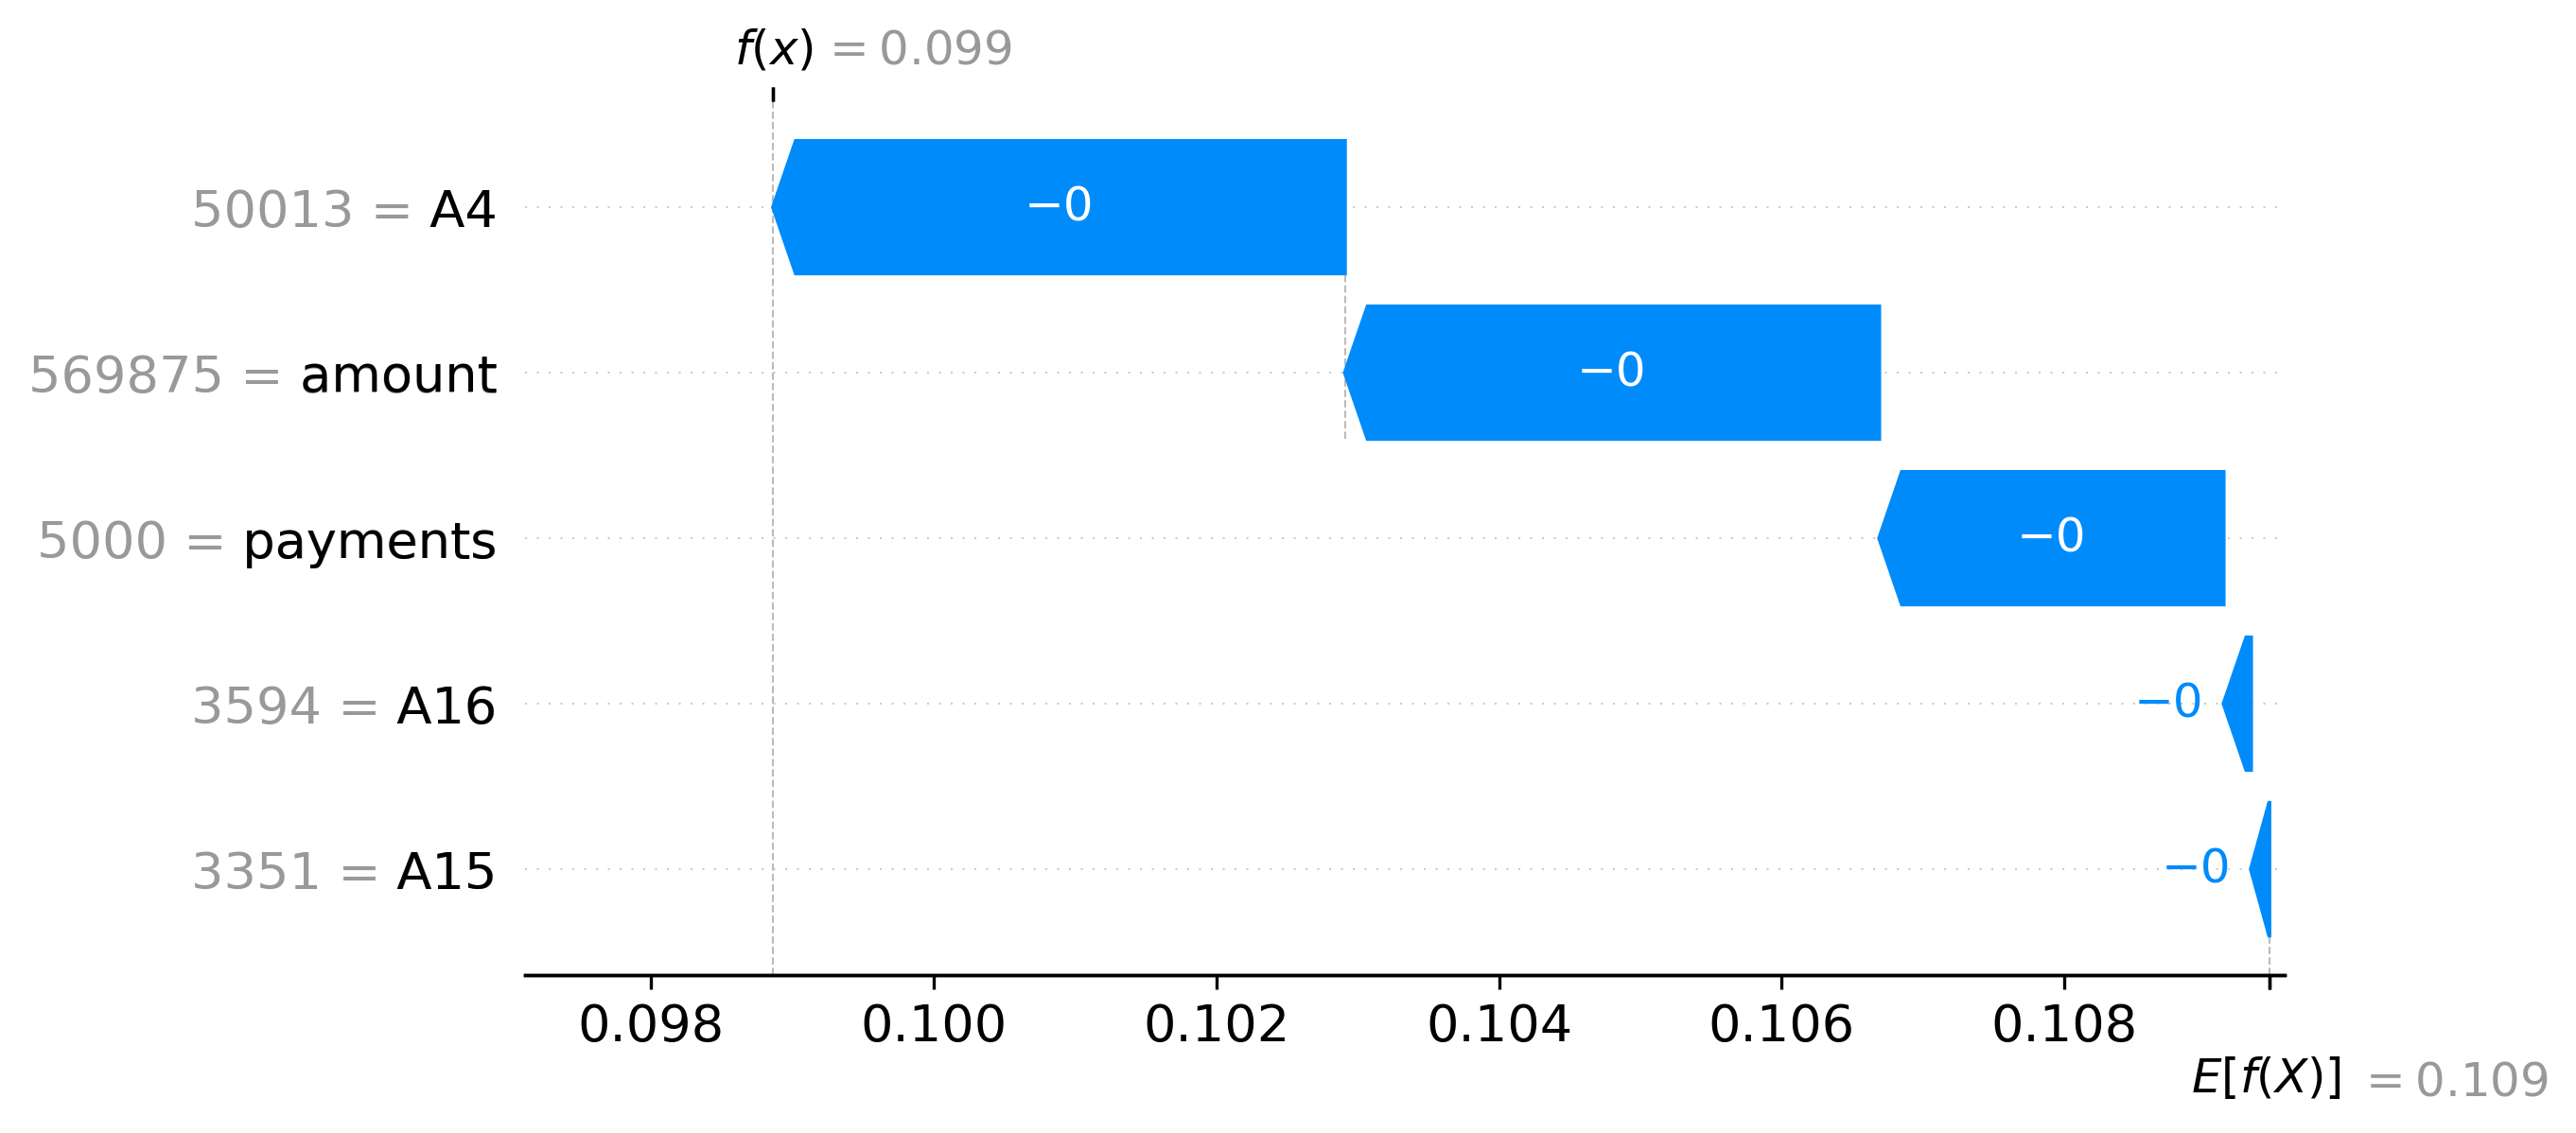 f(x) = 0.099
50013 = A4
−0
569875 = amount
−0
5000 = payments
−0
3594 = A16
−0
3351 = A15
−0
0.098 0.100 0.102 0.104 0.106 0.108
E[f(X)] = 0.109